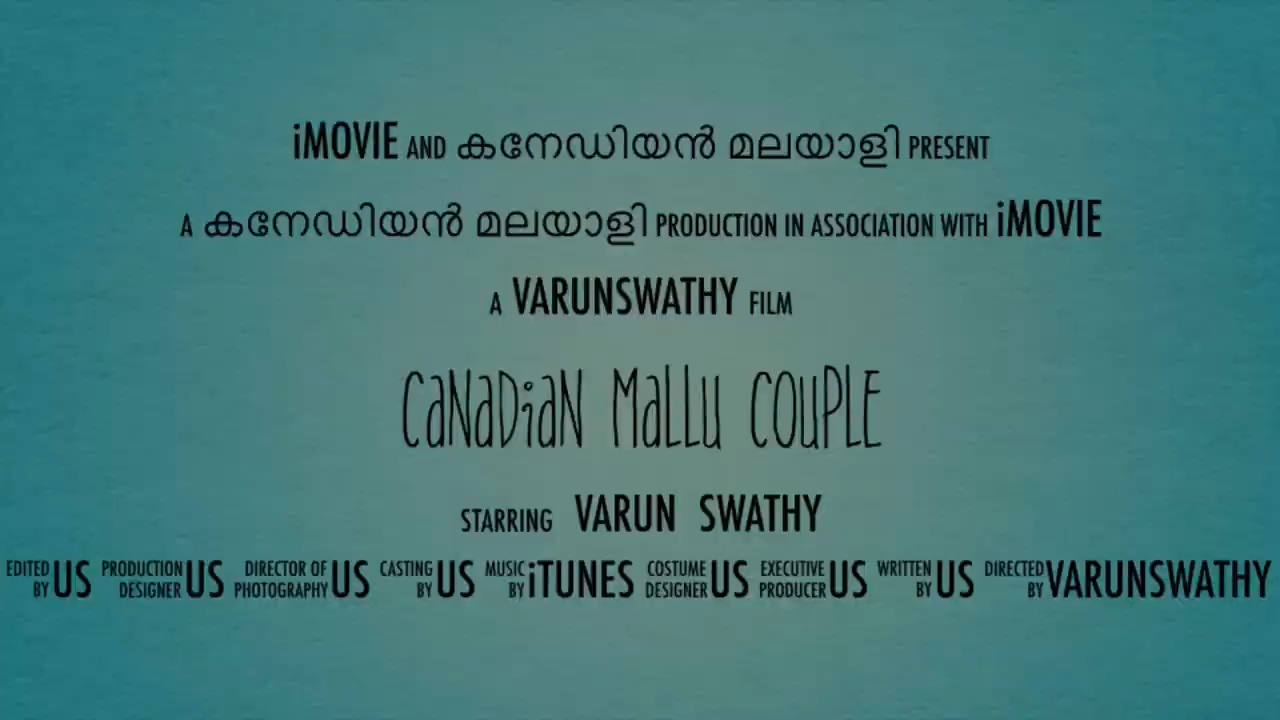 iMOVIE AND കനേഡിയൻ മലയാളി PRESENT
A കനേഡിയൻ മലയാളി PRODUCTION IN ASSOCIATION WITH iMOVIE
A VARUNSWATHY FILM
CaNaDiaN MaLLu COuPLE
STARRING VARUN SWATHY
EDITED BY US PRODUCTION DESIGNER US DIRECTOR OF PHOTOGRAPHY US CASTING BY US MUSIC BY iTUNES COSTUME DESIGNER US EXECUTIVE PRODUCER US WRITTEN BY US DIRECTED BY VARUNSWATHY